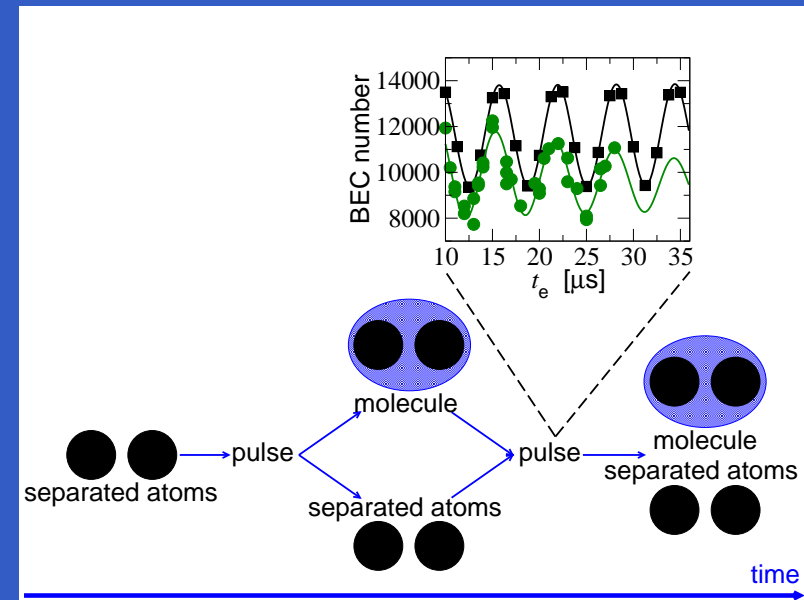 14000
12000
10000
8000
BEC number
10 15 20 25 30 35
t_e [µs]
molecule
pulse
separated atoms
separated atoms
pulse
molecule
separated atoms
time